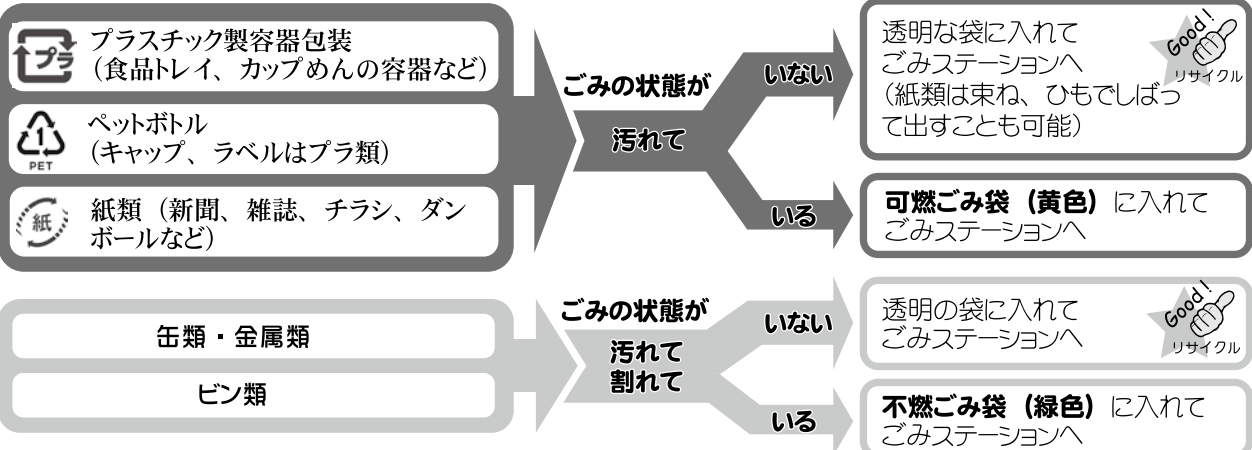 プラ
プラスチック製容器包装
（食品トレイ、カップめんの容器など）
1
PET
ペットボトル
（キャップ、ラベルはプラ類）
紙
紙類（新聞、雑誌、チラシ、ダン
ボールなど）
ごみの状態が
汚れて
いない
いる
透明な袋に入れて
ごみステーションへ
（紙類は束ね、ひもでしばっ
て出すことも可能）
Good!
リサイクル
可燃ごみ袋（黄色）に入れて
ごみステーションへ
缶類・金属類
ビン類
ごみの状態が
汚れて
割れて
いない
いる
透明の袋に入れて
ごみステーションへ
Good!
リサイクル
不燃ごみ袋（緑色）に入れて
ごみステーションへ